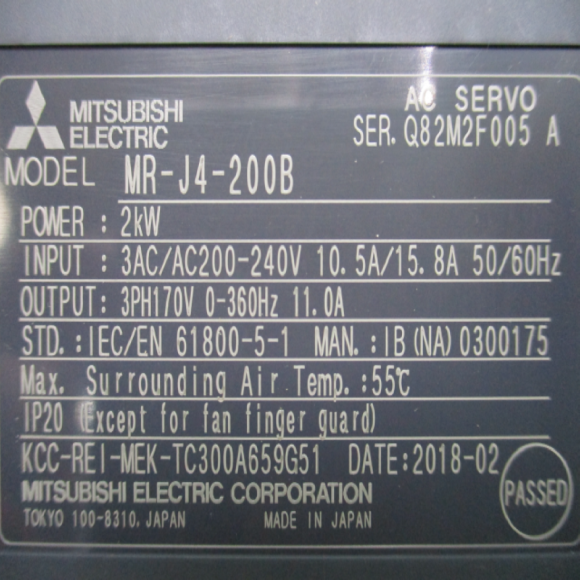 MITSUBISHI ELECTRIC
AC SERVO
SER. Q82M2F005 A
MODEL MR-J4-200B
POWER : 2kW
INPUT : 3AC/AC200-240V 10.5A/15.8A 50/60Hz
OUTPUT: 3PH170V 0-360Hz 11.0A
STD.:IEC/EN 61800-5-1 MAN.:IB(NA)0300175
Max. Surrounding Air Temp.:55℃
IP20 (Except for fan finger guard)
KCC-REI-MEK-TC300A659G51 DATE:2018-02
MITSUBISHI ELECTRIC CORPORATION
TOKYO 100-8310, JAPAN MADE IN JAPAN
PASSED